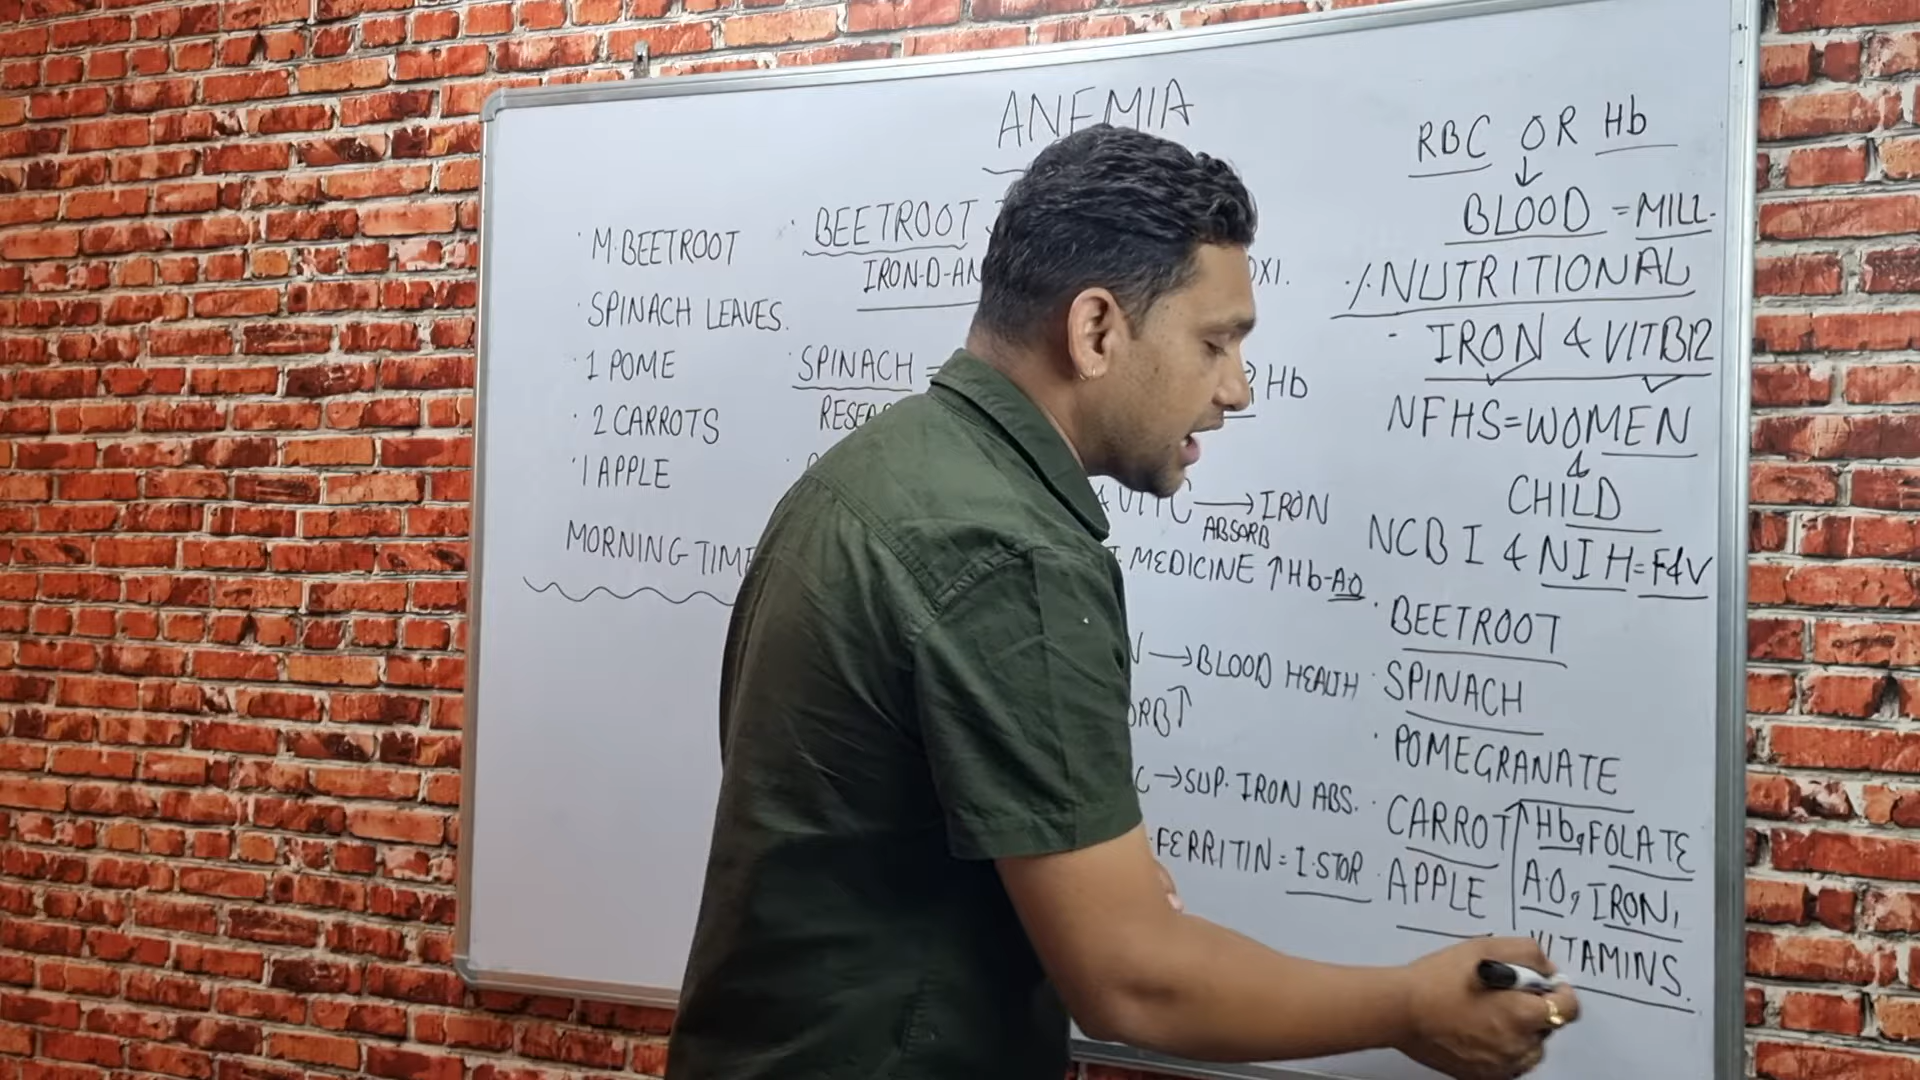 ANEMIA
· M·BEETROOT
· SPINACH LEAVES.
· 1 POME
· 2 CARROTS
· 1 APPLE
MORNING TIME
· BEETROOT
IRON-D-AN OXI.
· SPINACH = ? Hb
RESEA
& VIT C → IRON
ABSORB
MEDICINE ↑ Hb-AO
→ BLOOD HEALTH
ORB ↑
C → SUP. IRON ABS.
FERRITIN = I·STOR
RBC OR Hb
↓
BLOOD = MILL.
·/. NUTRITIONAL
- IRON & VITB12
NFHS = WOMEN
&
CHILD
NCBI & NIH = F&V
· BEETROOT
· SPINACH
· POMEGRANATE
· CARROT
· APPLE
↑ Hb, FOLATE
A·O, IRON,
VITAMINS.